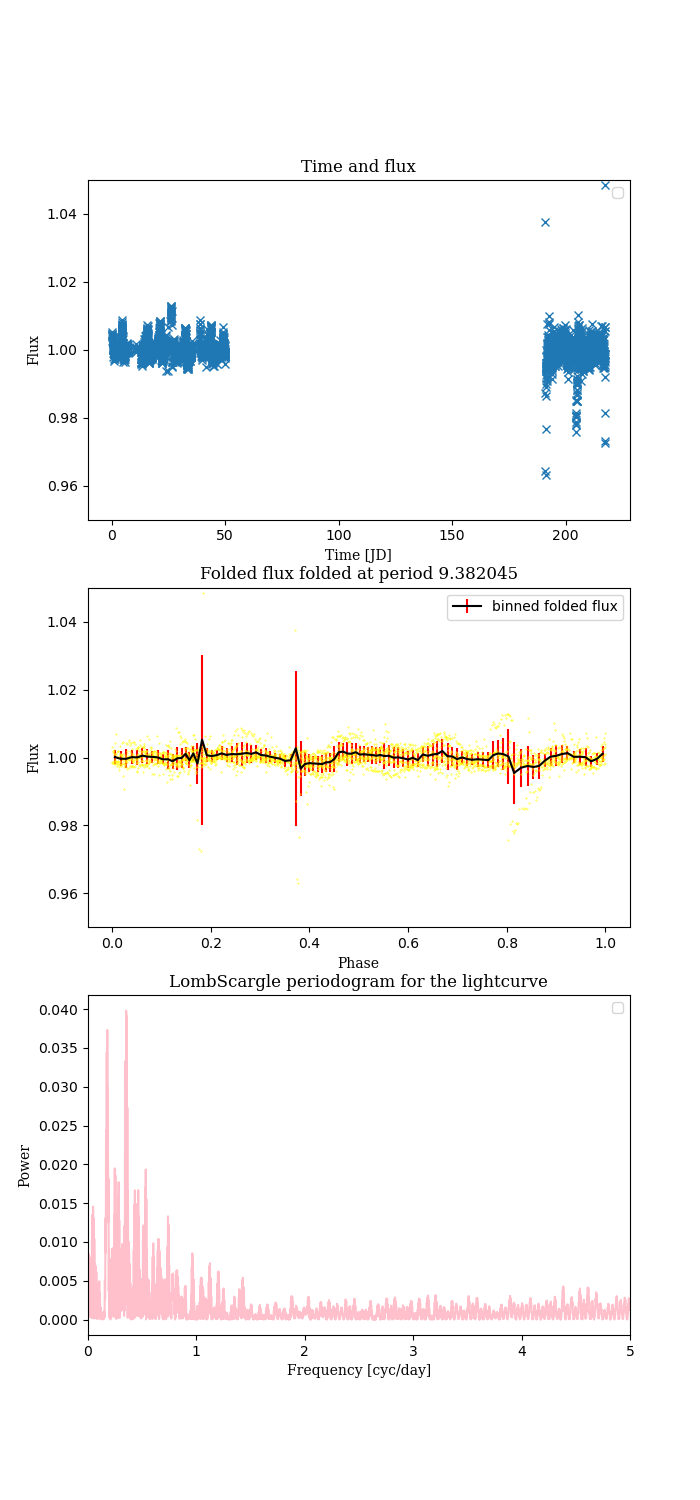 Time and flux
1.04
1.02
1.00
0.98
0.96
Flux
0 50 100 150 200
Time [JD]
Folded flux folded at period 9.382045
binned folded flux
1.04
1.02
1.00
0.98
0.96
Flux
0.0 0.2 0.4 0.6 0.8 1.0
Phase
LombScargle periodogram for the lightcurve
0.040
0.035
0.030
0.025
0.020
0.015
0.010
0.005
0.000
Power
0 1 2 3 4 5
Frequency [cyc/day]